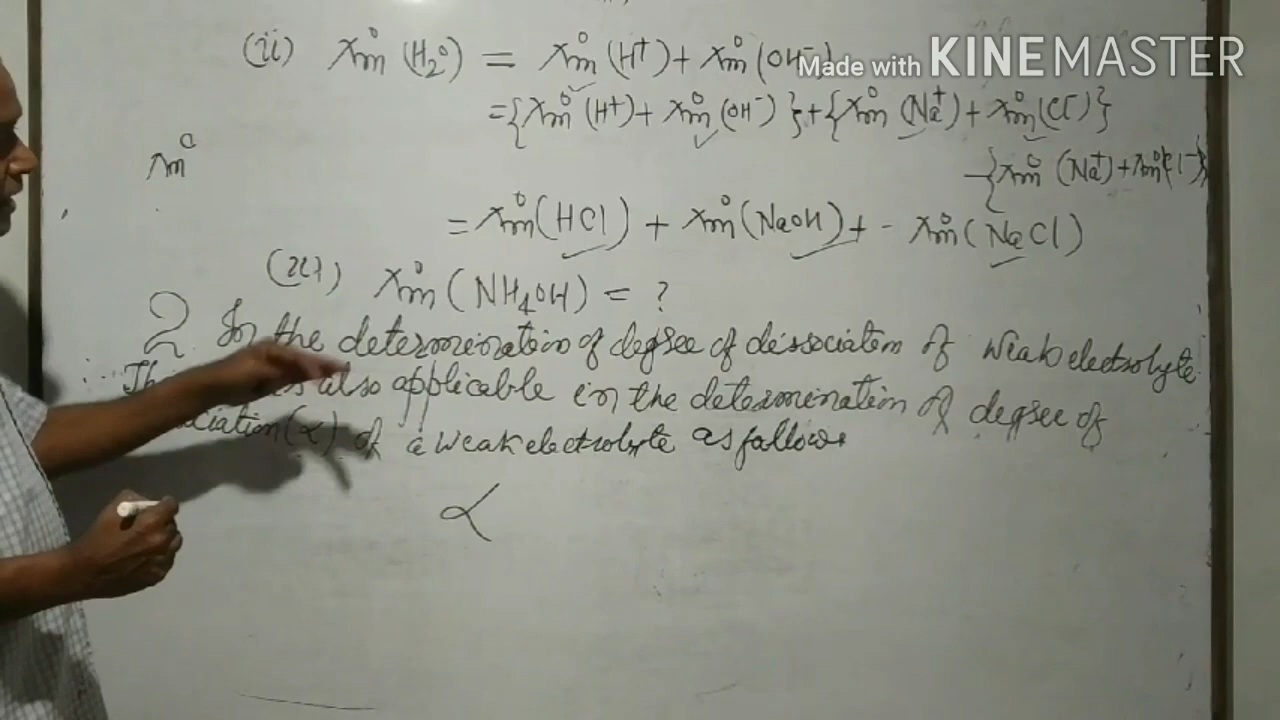 Made with KINEMASTER
(ii) λm° (H2O) = λm° (H+) + λm° (OH-)
= {λm° (H+) + λm° (OH-)} + {λm° (Na+) + λm° (Cl-)}
- {λm° (Na+) + λm° (Cl-)}
λm°
= λm° (HCl) + λm° (NaOH) + - λm° (NaCl)
(iii) λm° (NH4OH) = ?
2 For the determination of degree of dissociation of weak electrolyte
also applicable in the determination of degree of
(α) of a weak electrolyte as follows
α